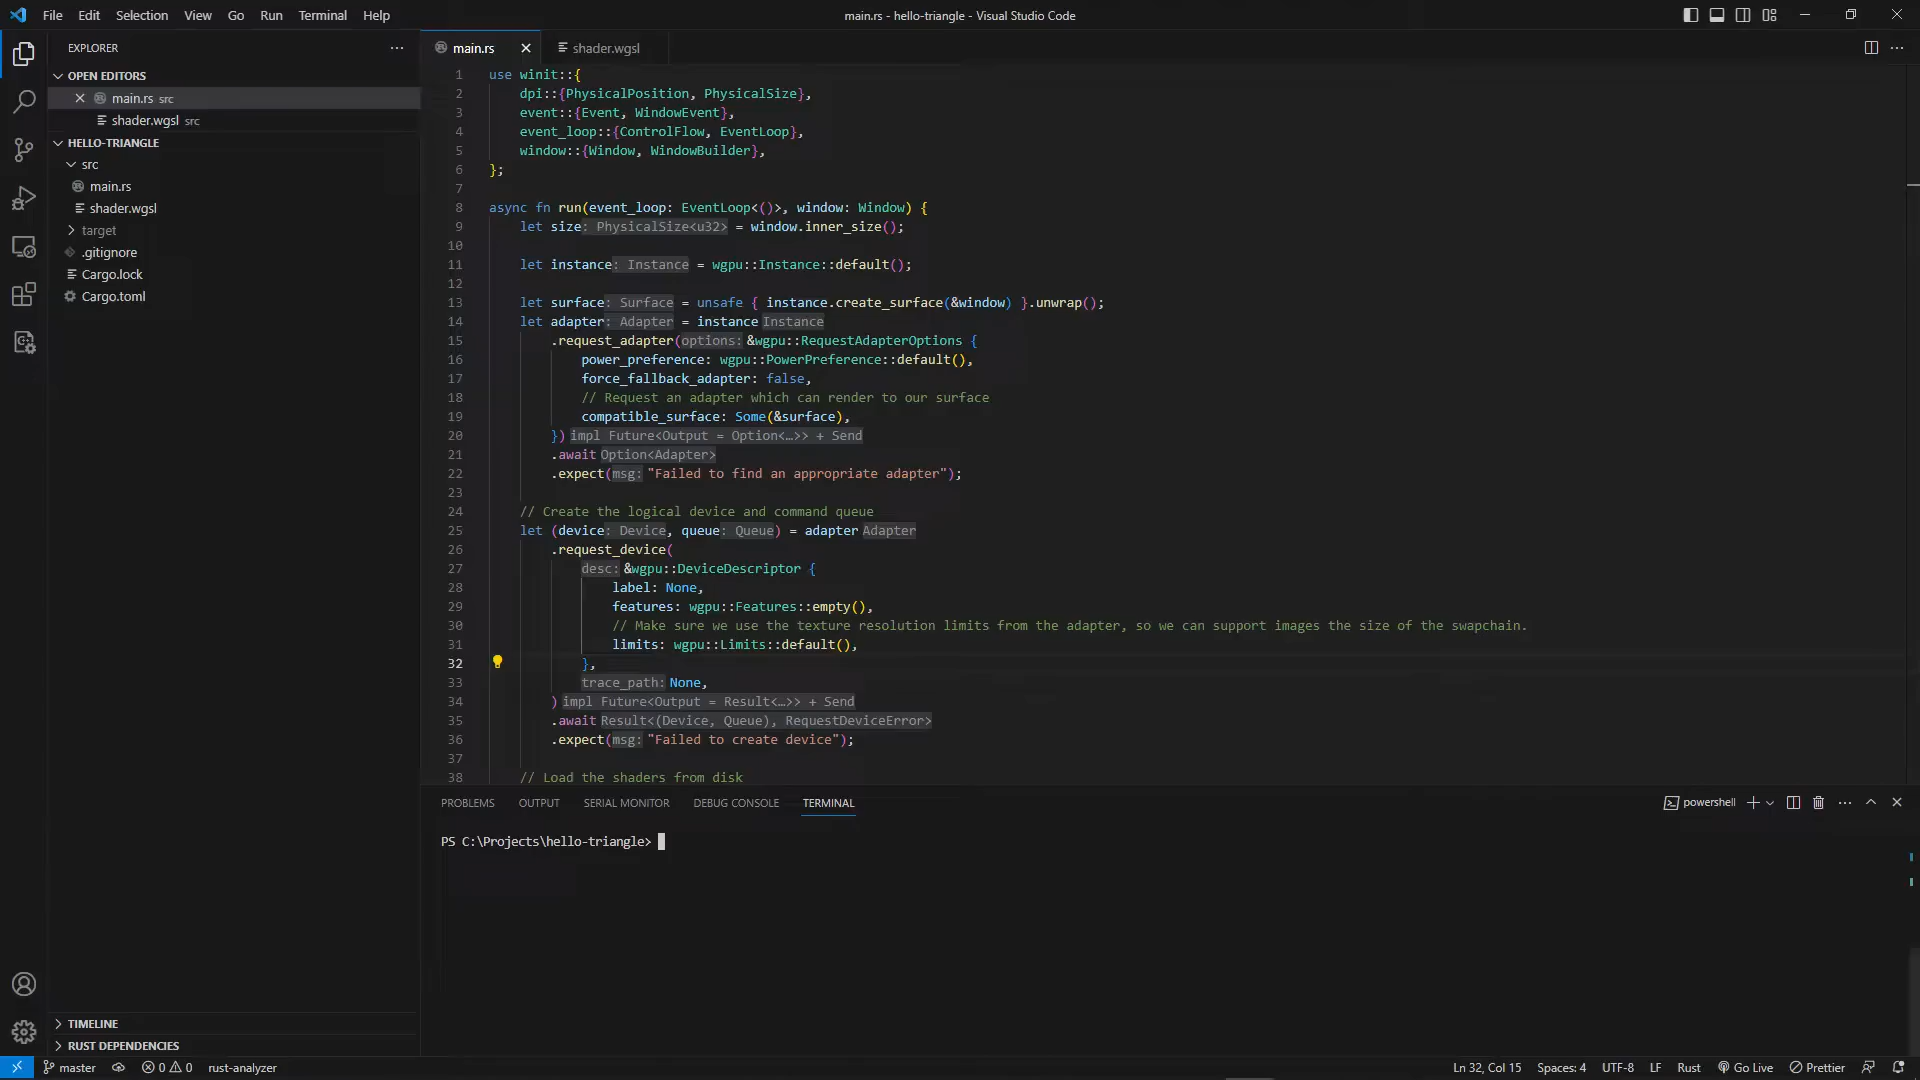 File Edit Selection View Go Run Terminal Help
main.rs - hello-triangle - Visual Studio Code
EXPLORER
OPEN EDITORS
main.rs src
shader.wgsl src
HELLO-TRIANGLE
src
main.rs
shader.wgsl
target
.gitignore
Cargo.lock
Cargo.toml
TIMELINE
RUST DEPENDENCIES
main.rs shader.wgsl
1 use winit::{
2 dpi::{PhysicalPosition, PhysicalSize},
3 event::{Event, WindowEvent},
4 event_loop::{ControlFlow, EventLoop},
5 window::{Window, WindowBuilder},
6 };
7
8 async fn run(event_loop: EventLoop<()>, window: Window) {
9 let size: PhysicalSize<u32> = window.inner_size();
10
11 let instance: Instance = wgpu::Instance::default();
12
13 let surface: Surface = unsafe { instance.create_surface(&window) }.unwrap();
14 let adapter: Adapter = instance Instance
15 .request_adapter(options: &wgpu::RequestAdapterOptions {
16 power_preference: wgpu::PowerPreference::default(),
17 force_fallback_adapter: false,
18 // Request an adapter which can render to our surface
19 compatible_surface: Some(&surface),
20 }) impl Future<Output = Option<…>> + Send
21 .await Option<Adapter>
22 .expect(msg: "Failed to find an appropriate adapter");
23
24 // Create the logical device and command queue
25 let (device: Device, queue: Queue) = adapter Adapter
26 .request_device(
27 desc: &wgpu::DeviceDescriptor {
28 label: None,
29 features: wgpu::Features::empty(),
30 // Make sure we use the texture resolution limits from the adapter, so we can support images the size of the swapchain.
31 limits: wgpu::Limits::default(),
32 },
33 trace_path: None,
34 ) impl Future<Output = Result<…>> + Send
35 .await Result<(Device, Queue), RequestDeviceError>
36 .expect(msg: "Failed to create device");
37
38 // Load the shaders from disk
PROBLEMS OUTPUT SERIAL MONITOR DEBUG CONSOLE TERMINAL
powershell
PS C:\Projects\hello-triangle>
master 0 0 rust-analyzer
Ln 32, Col 15 Spaces: 4 UTF-8 LF Rust Go Live Prettier